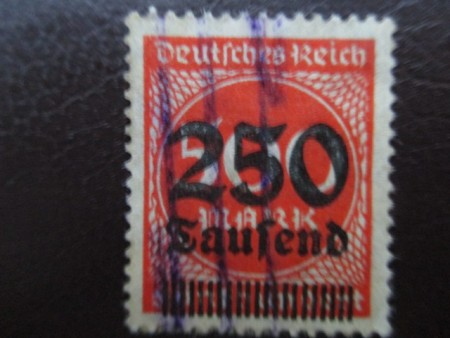 Deutsches Reich
250
MARK
Tausend